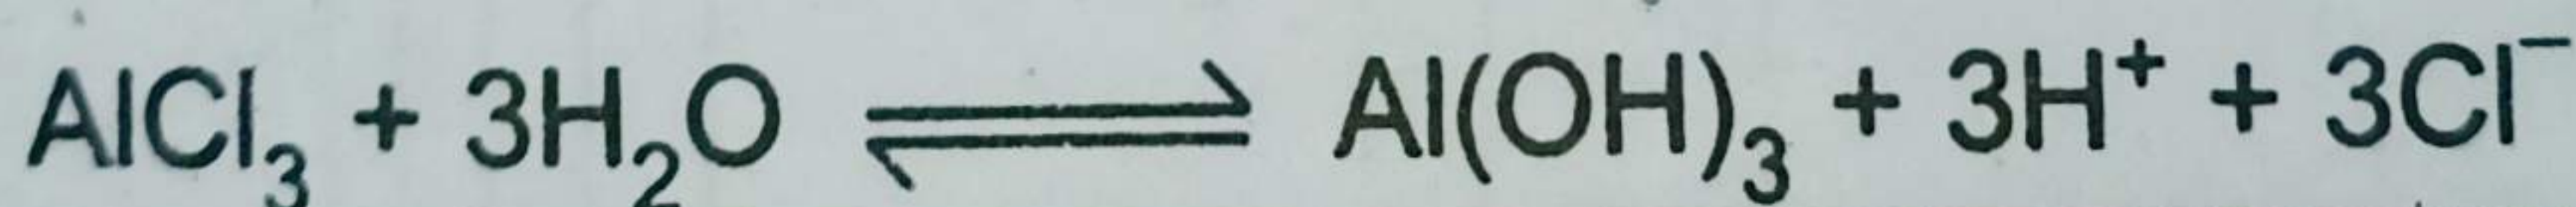 AlCl₃ + 3H₂O ⇌ Al(OH)₃ + 3H⁺ + 3Cl⁻